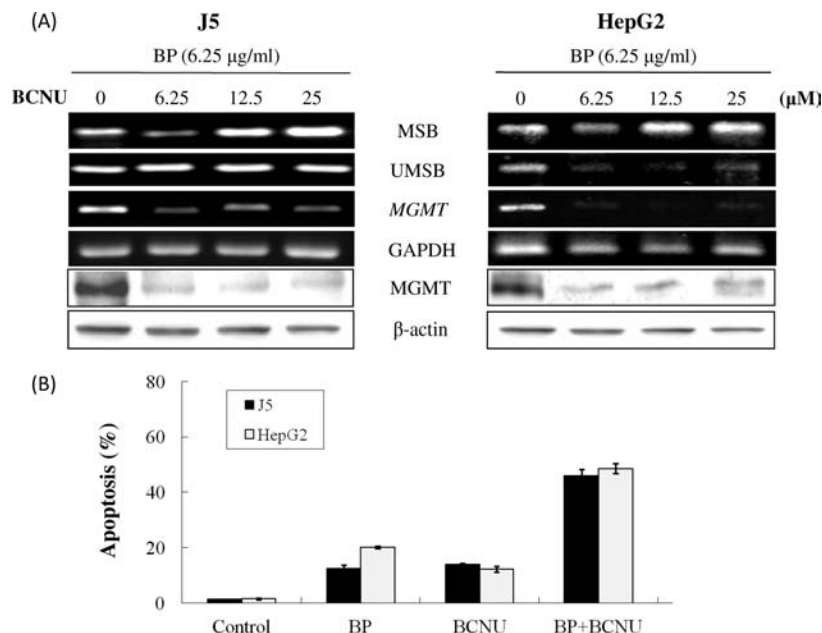 (A)
J5
HepG2
BP (6.25 μg/ml)
BP (6.25 μg/ml)
BCNU 0 6.25 12.5 25
0 6.25 12.5 25 (μM)
MSB
UMSB
MGMT
GAPDH
MGMT
β-actin
(B)
80
60
40
20
0
Apoptosis (%)
J5
HepG2
Control BP BCNU BP+BCNU